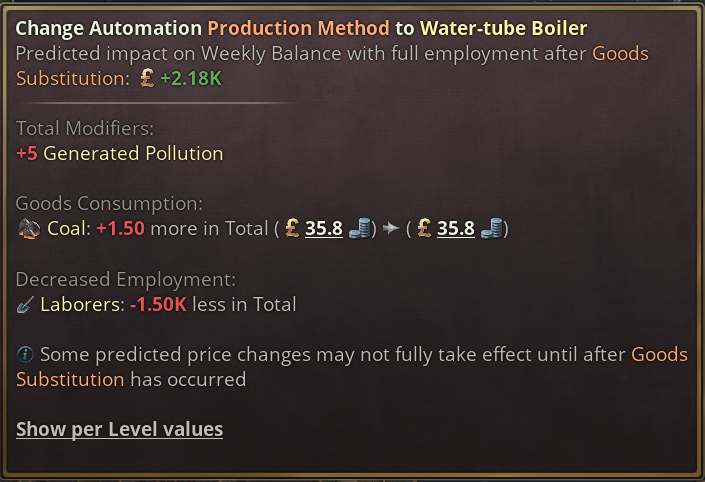 Change Automation Production Method to Water-tube Boiler
Predicted impact on Weekly Balance with full employment after Goods
Substitution: £ +2.18K
Total Modifiers:
+5 Generated Pollution
Goods Consumption:
Coal: +1.50 more in Total ( £ 35.8 ) ( £ 35.8 )
Decreased Employment:
Laborers: -1.50K less in Total
i Some predicted price changes may not fully take effect until after Goods
Substitution has occurred
Show per Level values